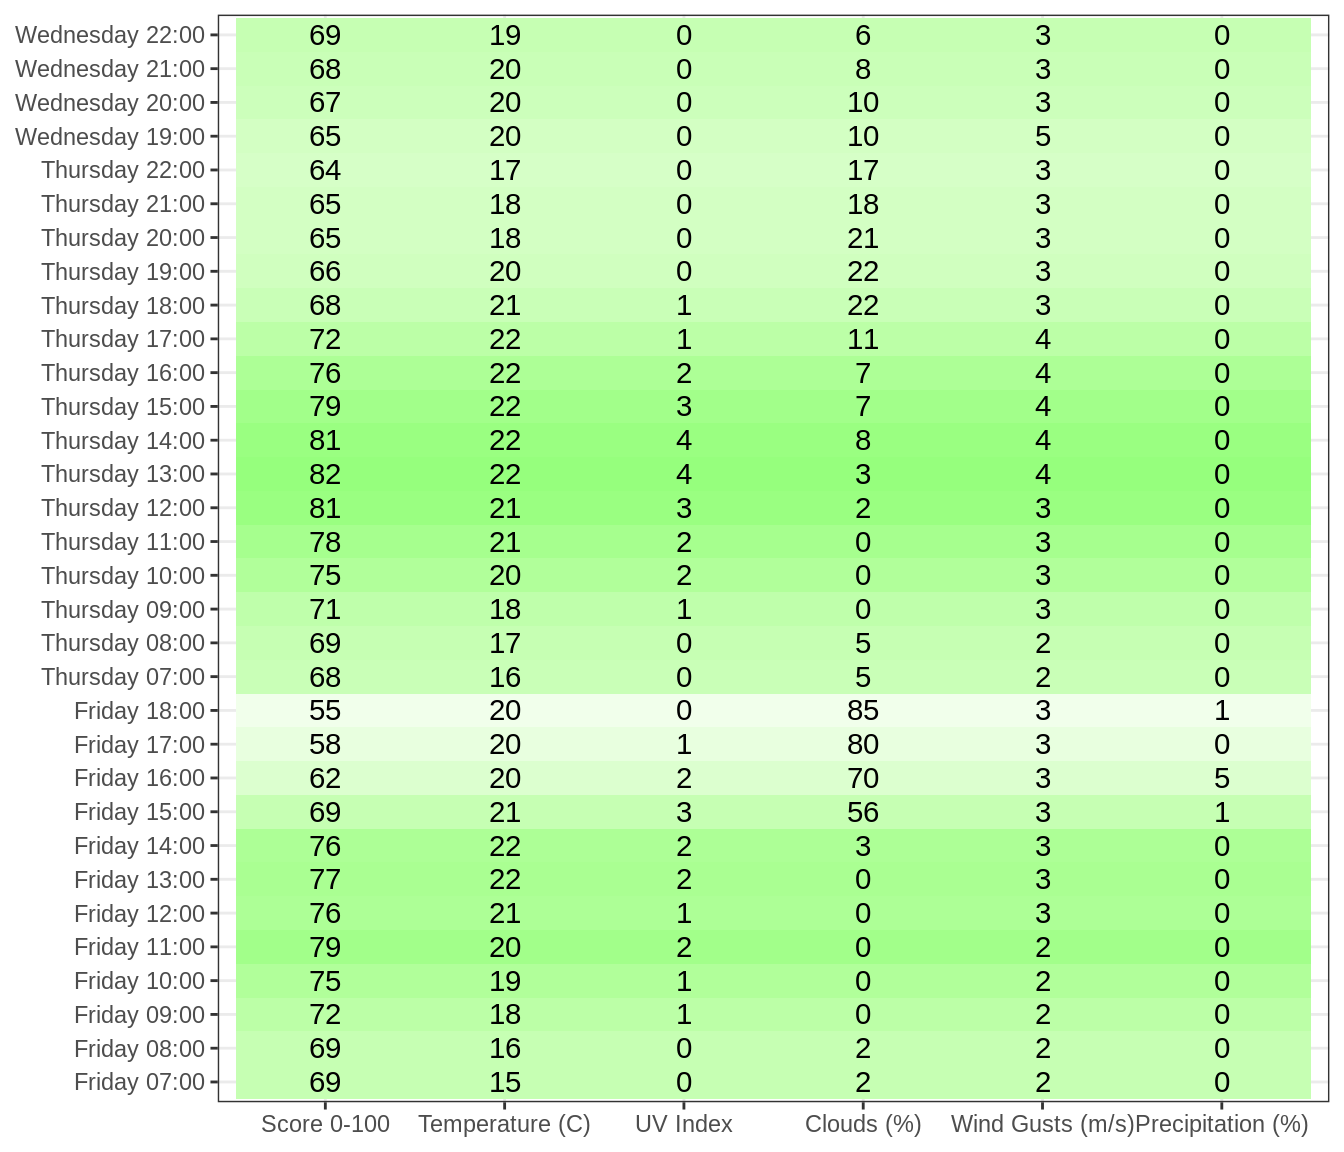 Wednesday 22:00 69 19 0 6 3 0
Wednesday 21:00 68 20 0 8 3 0
Wednesday 20:00 67 20 0 10 3 0
Wednesday 19:00 65 20 0 10 5 0
Thursday 22:00 64 17 0 17 3 0
Thursday 21:00 65 18 0 18 3 0
Thursday 20:00 65 18 0 21 3 0
Thursday 19:00 66 20 0 22 3 0
Thursday 18:00 68 21 1 22 3 0
Thursday 17:00 72 22 1 11 4 0
Thursday 16:00 76 22 2 7 4 0
Thursday 15:00 79 22 3 7 4 0
Thursday 14:00 81 22 4 8 4 0
Thursday 13:00 82 22 4 3 4 0
Thursday 12:00 81 21 3 2 3 0
Thursday 11:00 78 21 2 0 3 0
Thursday 10:00 75 20 2 0 3 0
Thursday 09:00 71 18 1 0 3 0
Thursday 08:00 69 17 0 5 2 0
Thursday 07:00 68 16 0 5 2 0
Friday 18:00 55 20 0 85 3 1
Friday 17:00 58 20 1 80 3 0
Friday 16:00 62 20 2 70 3 5
Friday 15:00 69 21 3 56 3 1
Friday 14:00 76 22 2 3 3 0
Friday 13:00 77 22 2 0 3 0
Friday 12:00 76 21 1 0 3 0
Friday 11:00 79 20 2 0 2 0
Friday 10:00 75 19 1 0 2 0
Friday 09:00 72 18 1 0 2 0
Friday 08:00 69 16 0 2 2 0
Friday 07:00 69 15 0 2 2 0
Score 0-100 Temperature (C) UV Index Clouds (%) Wind Gusts (m/s) Precipitation (%)